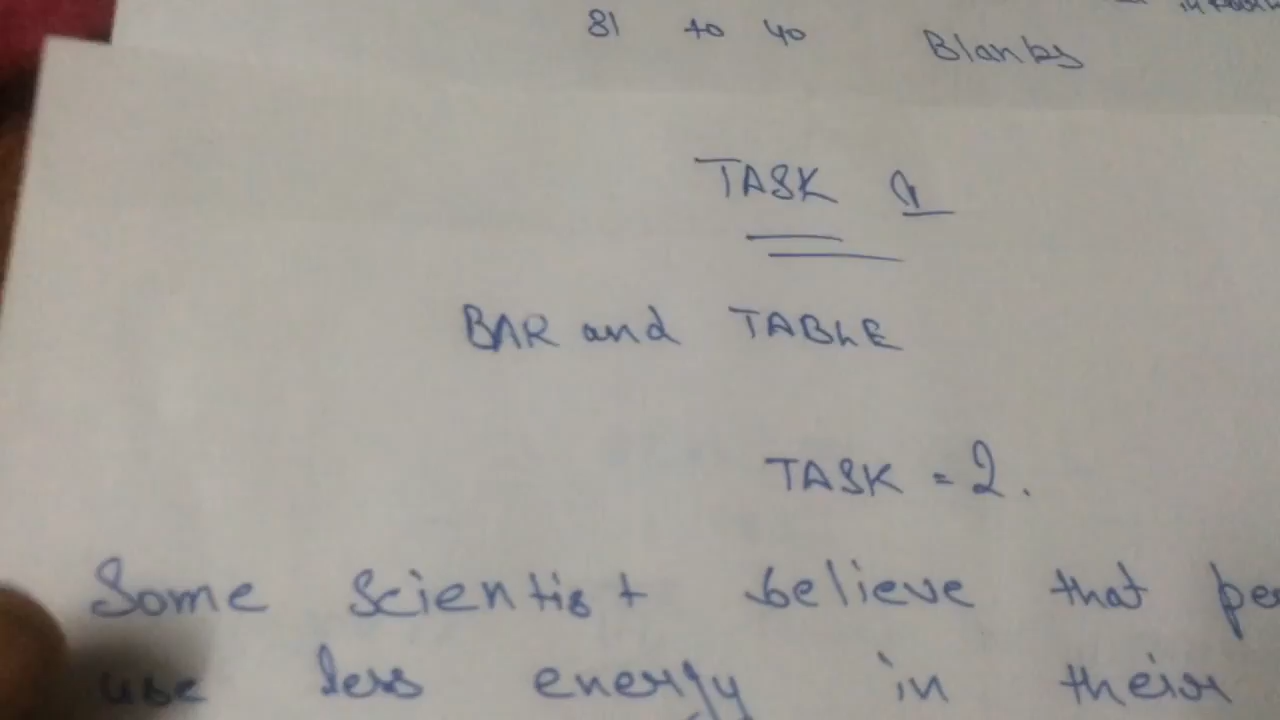 81 to 40 Blanks
TASK 1
BAR and TABLE
TASK = 2.
Some scientist believe that
use less energy in their